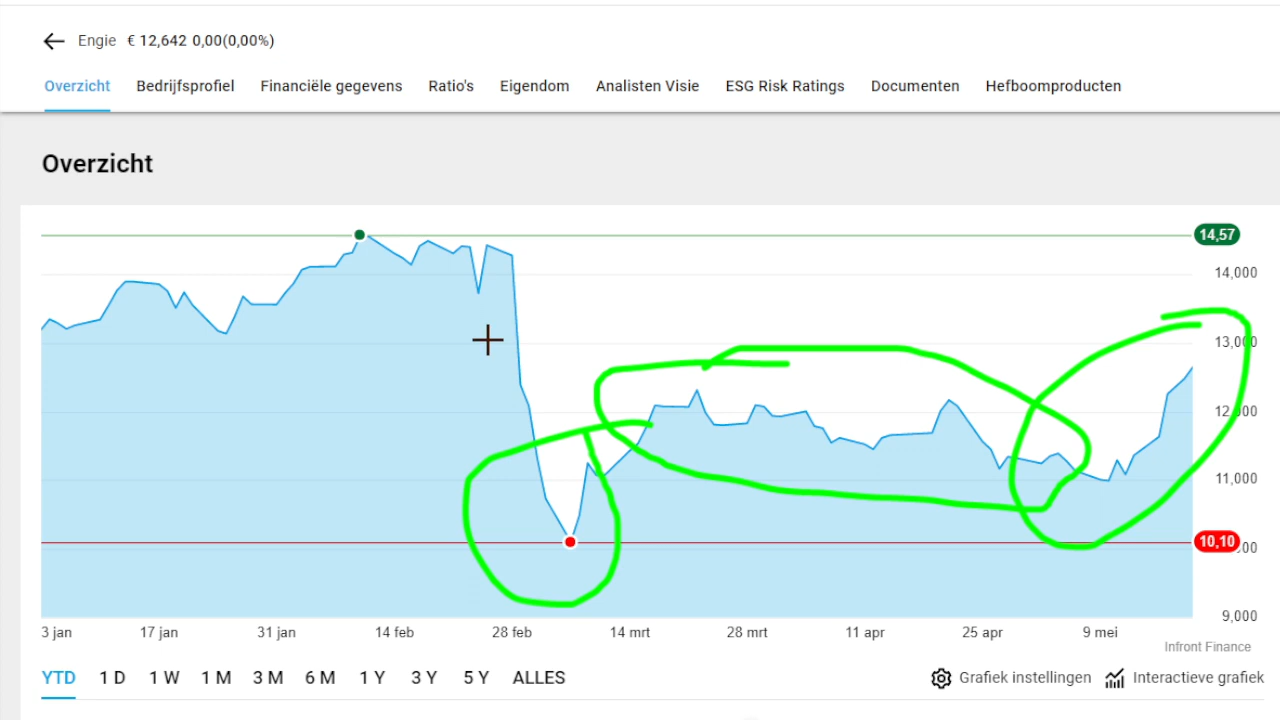 Engie € 12,642 0,00(0,00%)
Overzicht Bedrijfsprofiel Financiële gegevens Ratio's Eigendom Analisten Visie ESG Risk Ratings Documenten Hefboomproducten
Overzicht
14,57
14,000
13,000
12,000
11,000
10,10
9,000
3 jan 17 jan 31 jan 14 feb 28 feb 14 mrt 28 mrt 11 apr 25 apr 9 mei
Infront Finance
YTD 1 D 1 W 1 M 3 M 6 M 1 Y 3 Y 5 Y ALLES Grafiek instellingen Interactieve grafiek